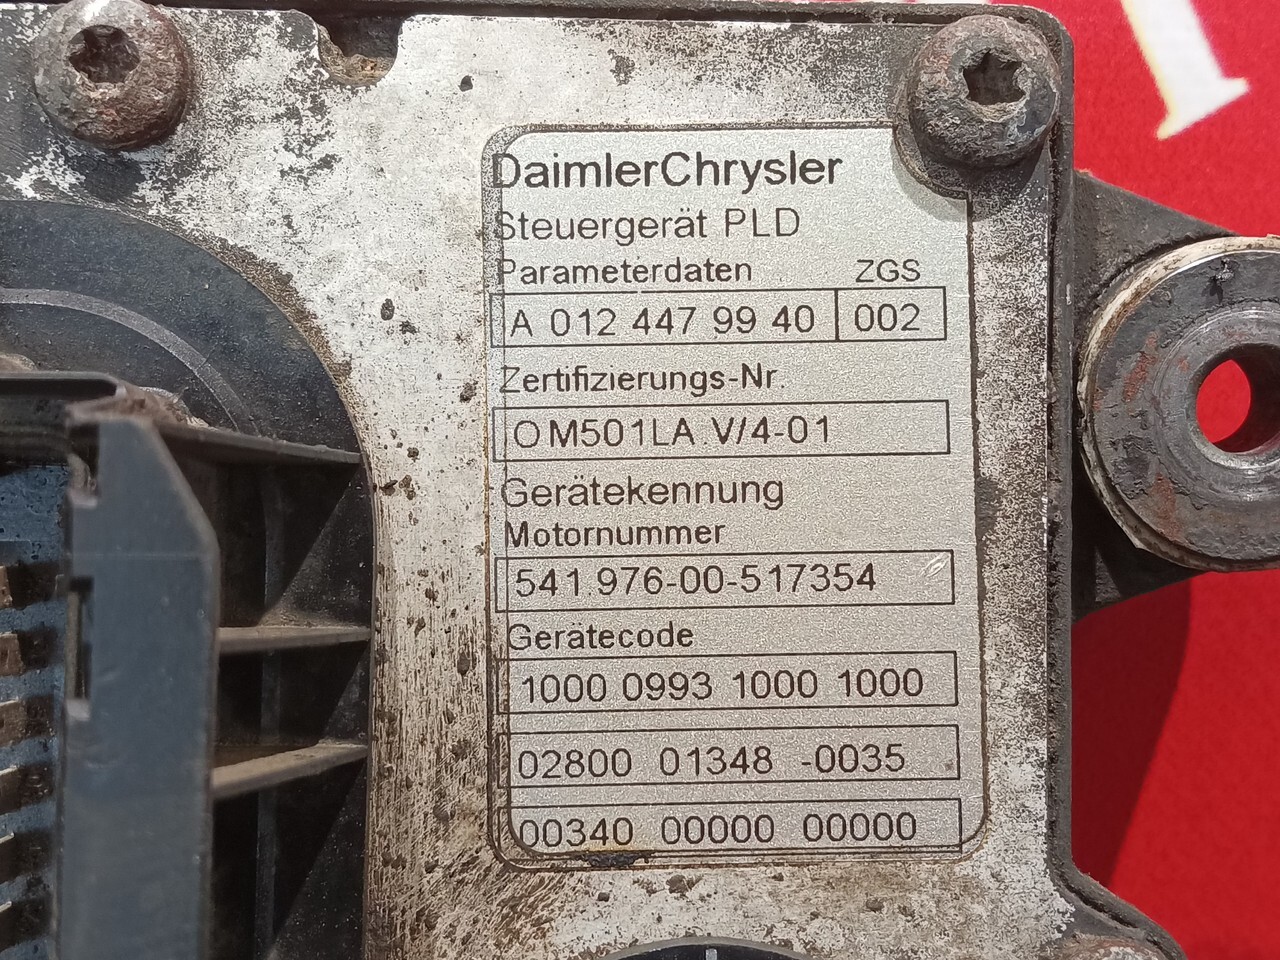 DaimlerChrysler
Steuergerät PLD
Parameterdaten ZGS
A 012 447 99 40 002
Zertifizierungs-Nr.
OM501LA.V/4-01
Gerätekennung
Motornummer
541.976-00-517354
Gerätecode
1000 0993 1000 1000
02800 01348 -0035
00340 00000 00000